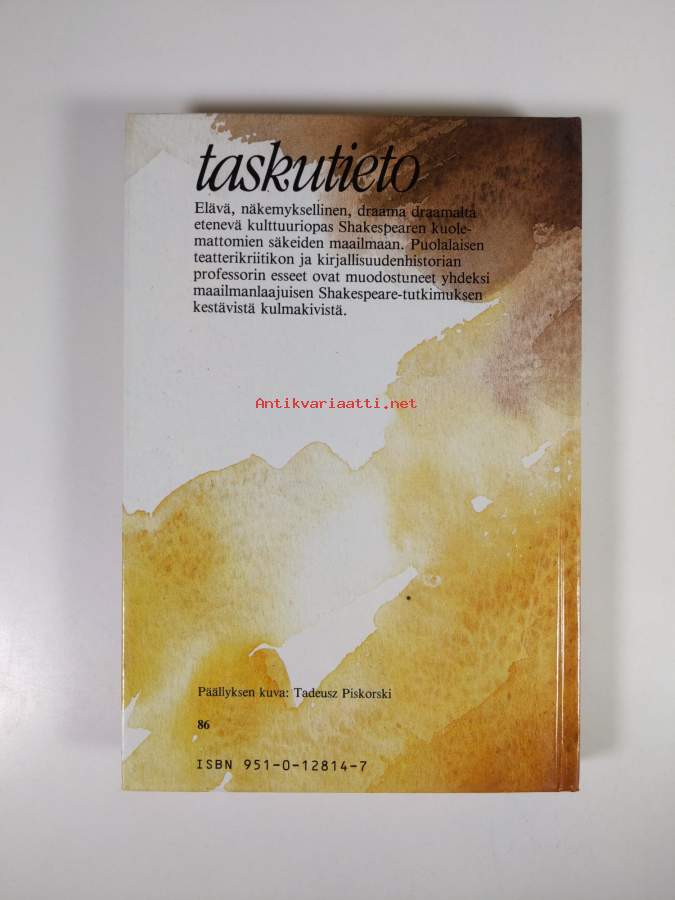 taskutieto
Elävä, näkemyksellinen, draama draamalta
etenevä kulttuuriopas Shakespearen kuole-
mattomien säkeiden maailmaan. Puolalaisen
teatterikriitikon ja kirjallisuudenhistorian
professorin esseet ovat muodostuneet yhdeksi
maailmanlaajuisen Shakespeare-tutkimuksen
kestävistä kulmakivistä.
Antikvariaatti.net
Päällyksen kuva: Tadeusz Piskorski
86
ISBN 951-0-12814-7